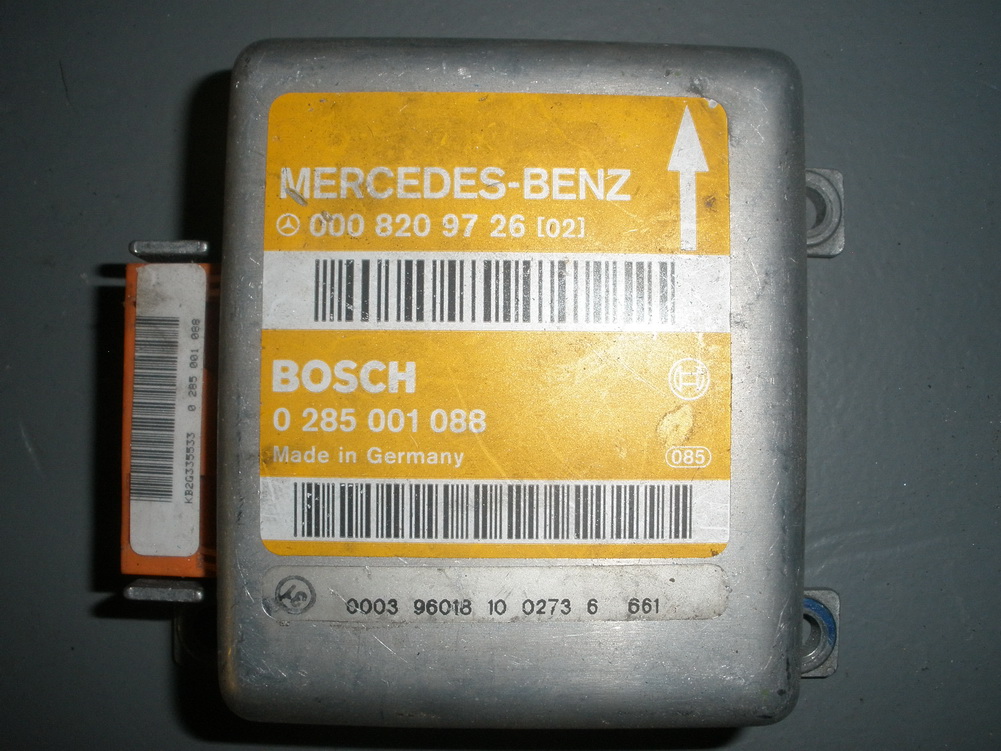 MERCEDES-BENZ
000 820 97 26 [02]
BOSCH
0 285 001 088
Made in Germany
085
0003 96018 10 0273 6 661
KB2G335533 0 285 001 088